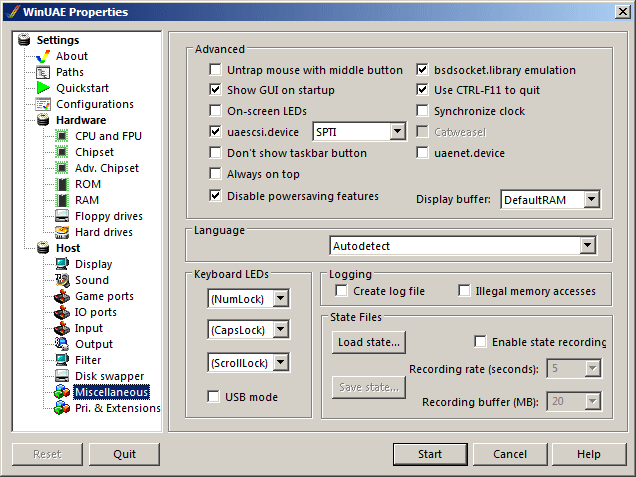 WinUAE Properties
Settings
About
Paths
Quickstart
Configurations
Hardware
CPU and FPU
Chipset
Adv. Chipset
ROM
RAM
Floppy drives
Hard drives
Host
Display
Sound
Game ports
IO ports
Input
Output
Filter
Disk swapper
Miscellaneous
Pri. & Extensions
Advanced
Untrap mouse with middle button
bsdsocket.library emulation
Show GUI on startup
Use CTRL-F11 to quit
On-screen LEDs
Synchronize clock
uaescsi.device
SPTI
Catweasel
Don't show taskbar button
uaenet.device
Always on top
Disable powersaving features
Display buffer:
DefaultRAM
Language
Autodetect
Keyboard LEDs
(NumLock)
(CapsLock)
(ScrollLock)
USB mode
Logging
Create log file
Illegal memory accesses
State Files
Load state...
Enable state recording
Recording rate (seconds):
5
Save state...
Recording buffer (MB):
20
Reset
Quit
Start
Cancel
Help